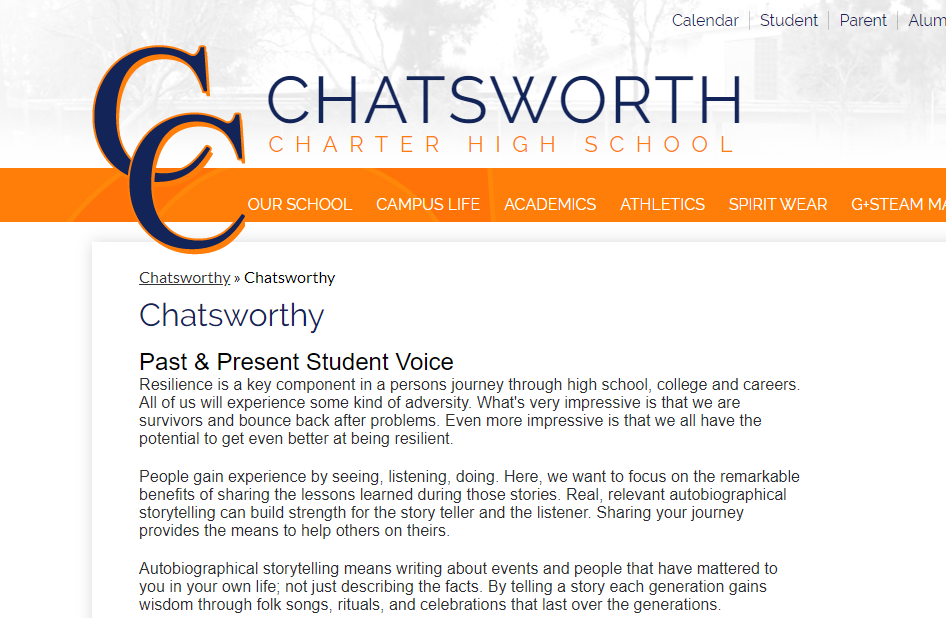 Calendar Student Parent
CC
CHATSWORTH
CHARTER HIGH SCHOOL
OUR SCHOOL CAMPUS LIFE ACADEMICS ATHLETICS SPIRIT WEAR G+STEAM
Chatsworthy » Chatsworthy
Chatsworthy
Past & Present Student Voice
Resilience is a key component in a persons journey through high school, college and careers.
All of us will experience some kind of adversity. What's very impressive is that we are
survivors and bounce back after problems. Even more impressive is that we all have the
potential to get even better at being resilient.
People gain experience by seeing, listening, doing. Here, we want to focus on the remarkable
benefits of sharing the lessons learned during those stories. Real, relevant autobiographical
storytelling can build strength for the story teller and the listener. Sharing your journey
provides the means to help others on theirs.
Autobiographical storytelling means writing about events and people that have mattered to
you in your own life; not just describing the facts. By telling a story each generation gains
wisdom through folk songs, rituals, and celebrations that last over the generations.